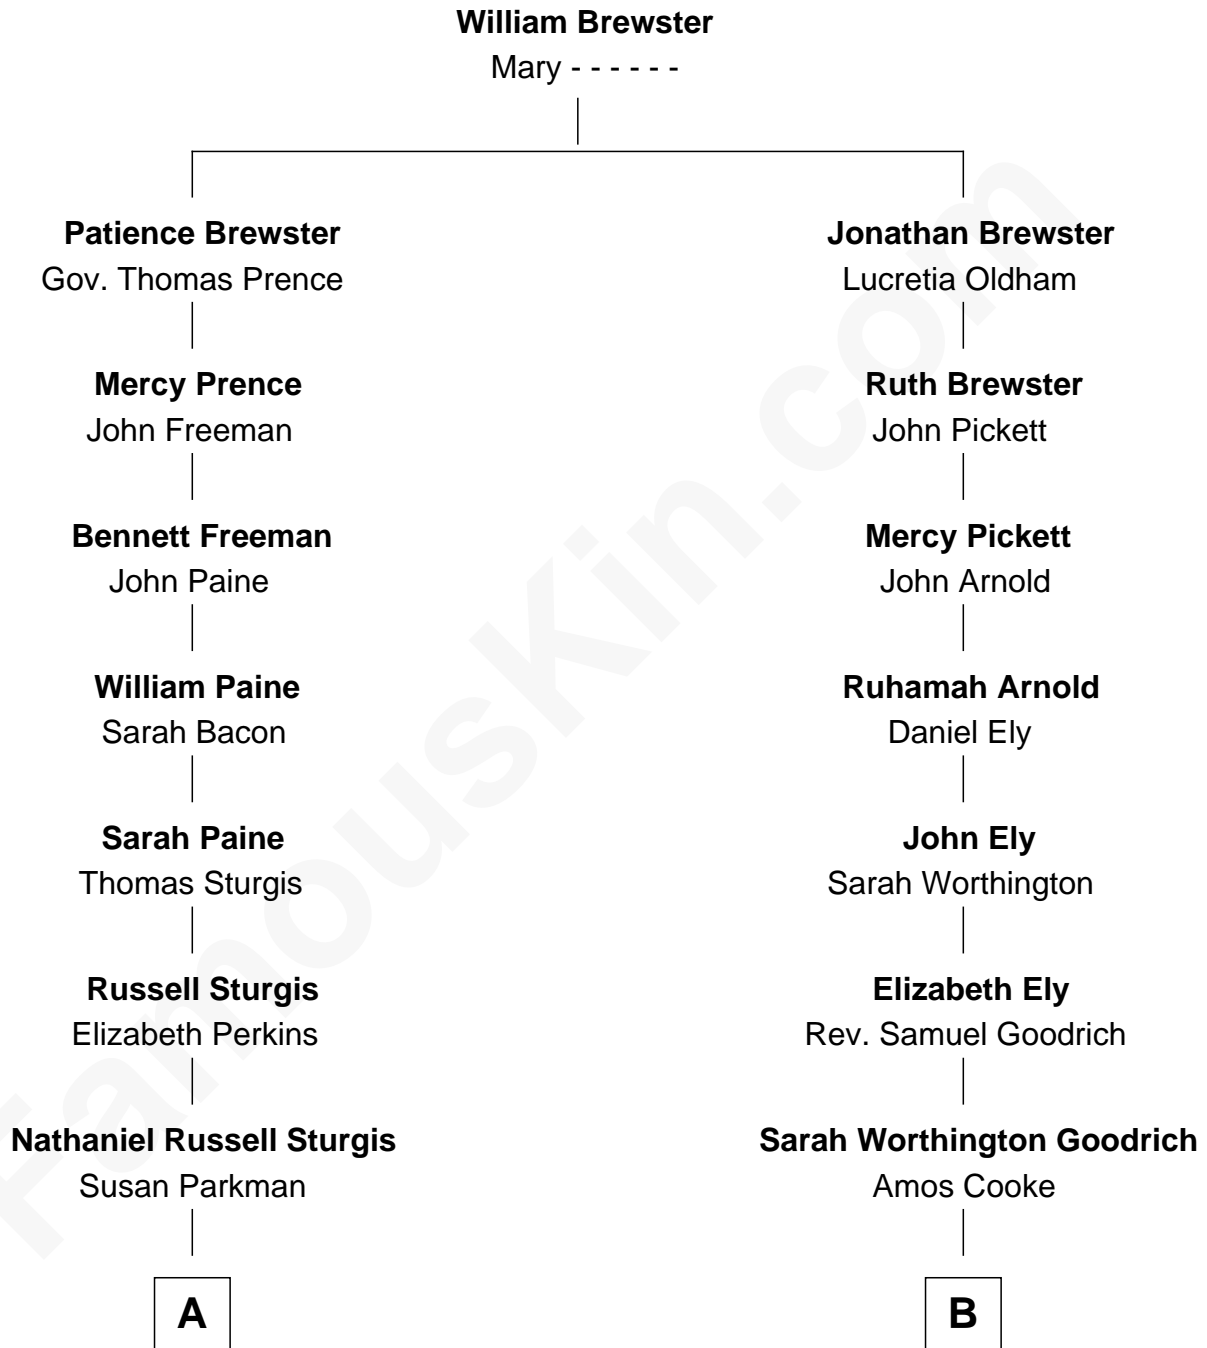 William Brewster
Mary - - - - - -
Patience Brewster
Gov. Thomas Prence
Jonathan Brewster
Lucretia Oldham
Mercy Prence
John Freeman
Ruth Brewster
John Pickett
Bennett Freeman
John Paine
Mercy Pickett
John Arnold
William Paine
Sarah Bacon
Ruhamah Arnold
Daniel Ely
Sarah Paine
Thomas Sturgis
John Ely
Sarah Worthington
Russell Sturgis
Elizabeth Perkins
Elizabeth Ely
Rev. Samuel Goodrich
Nathaniel Russell Sturgis
Susan Parkman
Sarah Worthington Goodrich
Amos Cooke
A
B
FamousKin.com